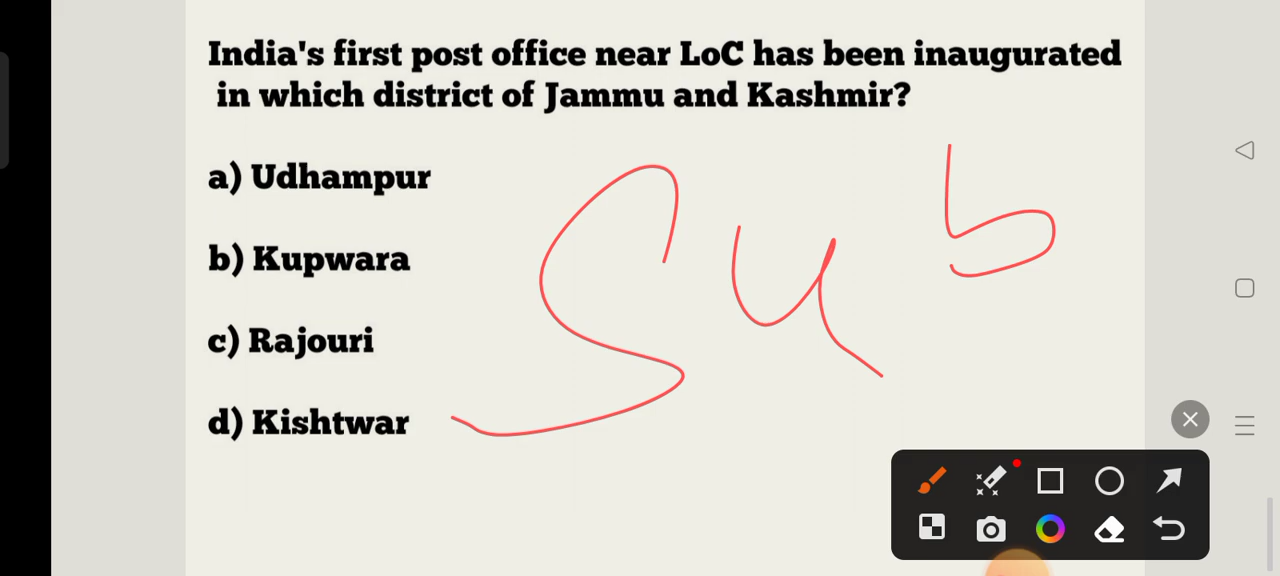 India's first post office near LoC has been inaugurated
in which district of Jammu and Kashmir?
a) Udhampur
b) Kupwara
c) Rajouri
d) Kishtwar
Sub